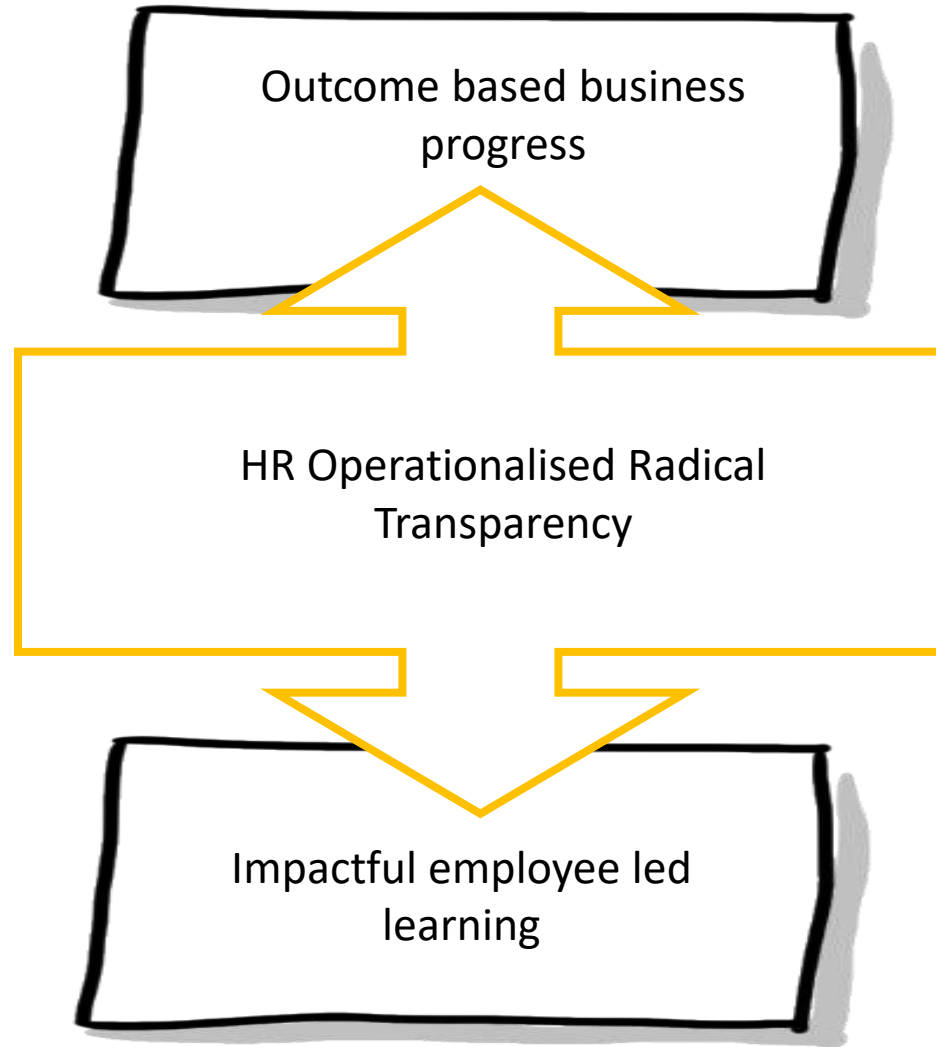 Outcome based business
progress
HR Operationalised Radical
Transparency
Impactful employee led
learning